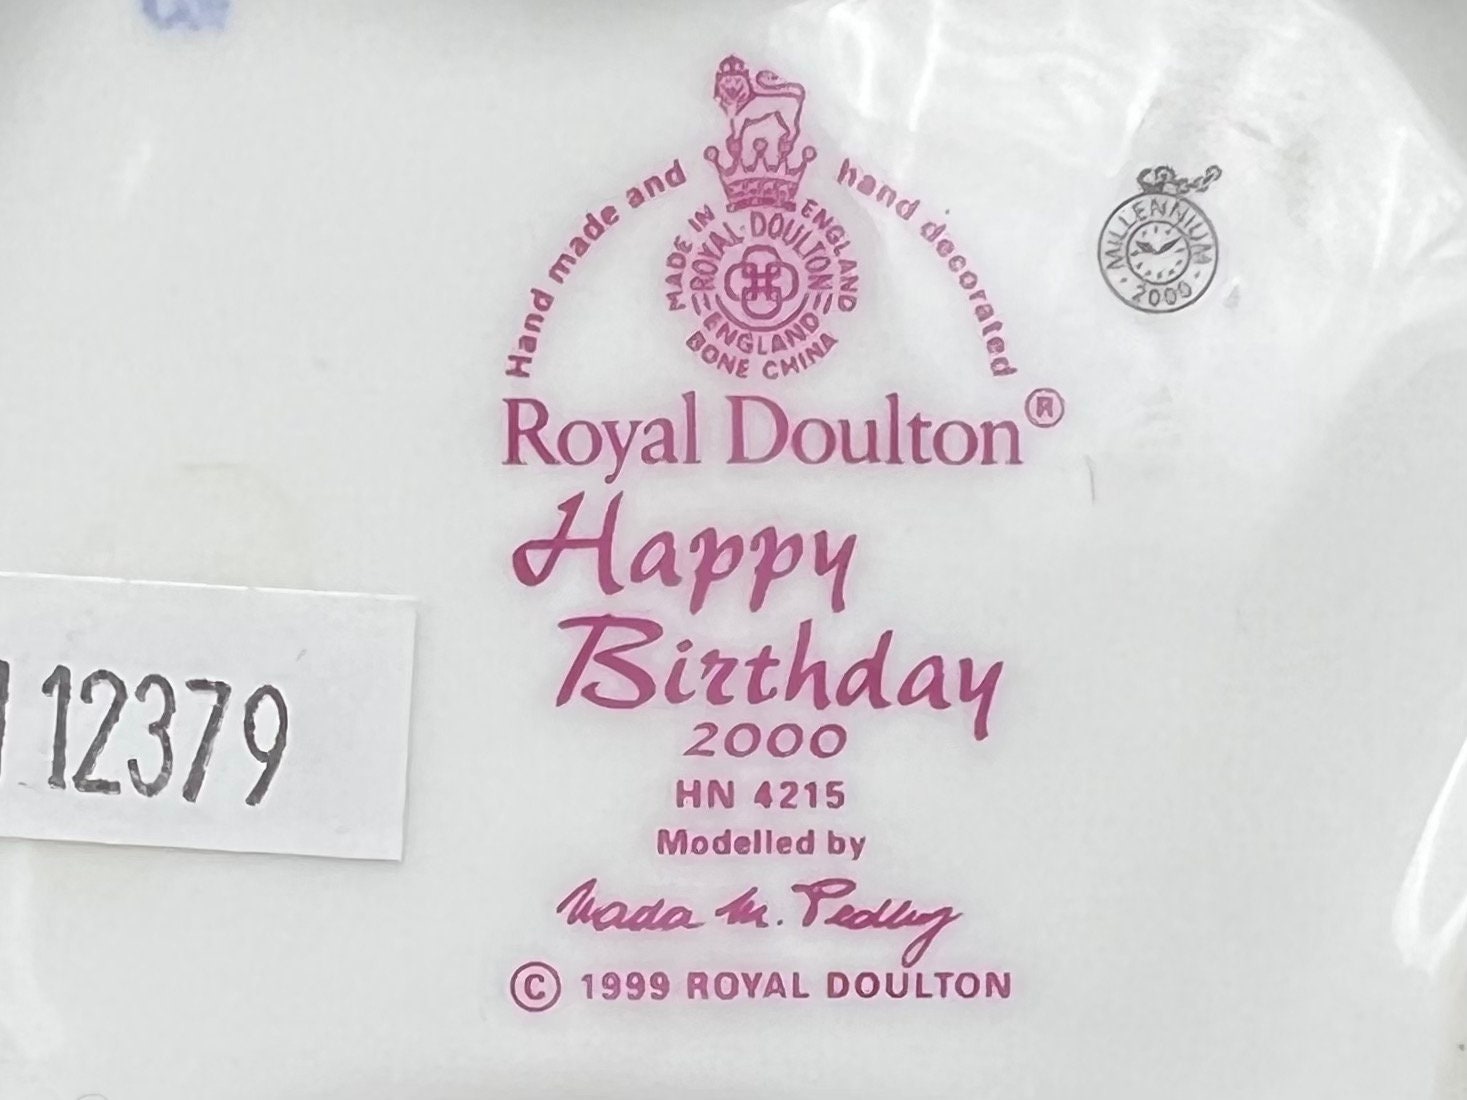 Hand made and hand decorated
MADE IN ENGLAND
ROYAL DOULTON
ENGLAND
BONE CHINA
Royal Doulton®
Happy
Birthday
2000
HN 4215
Modelled by
Nada M. Pedley
© 1999 ROYAL DOULTON
MILLENNIUM
2000
12379